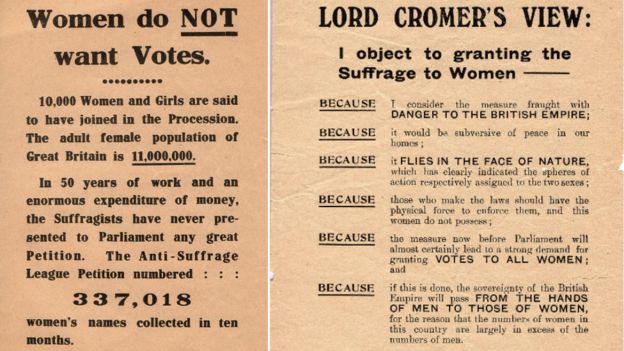 Women do NOT
want Votes.
10,000 Women and Girls are said
to have joined in the Procession.
The adult female population of
Great Britain is 11,000,000.
In 50 years of work and an
enormous expenditure of money,
the Suffragists have never pre-
sented to Parliament any great
Petition. The Anti-Suffrage
League Petition numbered : : :
337,018
women's names collected in ten
months.
LORD CROMER'S VIEW:
I object to granting the
Suffrage to Women —
BECAUSE I consider the measure fraught with
DANGER TO THE BRITISH EMPIRE;
BECAUSE it would be subversive of peace in our
homes;
BECAUSE it FLIES IN THE FACE OF NATURE,
which has clearly indicated the spheres of
action respectively assigned to the two sexes;
BECAUSE those who make the laws should have the
physical force to enforce them, and this
women do not possess;
BECAUSE the measure now before Parliament will
almost certainly lead to a strong demand for
granting VOTES TO ALL WOMEN;
and
BECAUSE if this is done, the sovereignty of the British
Empire will pass FROM THE HANDS
OF MEN TO THOSE OF WOMEN,
for the reason that the numbers of women in
this country are largely in excess of the
numbers of men.